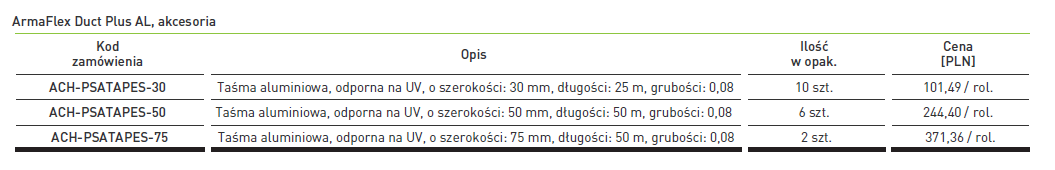 ArmaFlex Duct Plus AL, akcesoria
Kod zamówienia Opis Ilość w opak. Cena [PLN]
ACH-PSATAPES-30 Taśma aluminiowa, odporna na UV, o szerokości: 30 mm, długości: 25 m, grubości: 0,08 10 szt. 101,49 / rol.
ACH-PSATAPES-50 Taśma aluminiowa, odporna na UV, o szerokości: 50 mm, długości: 50 m, grubości: 0,08 6 szt. 244,40 / rol.
ACH-PSATAPES-75 Taśma aluminiowa, odporna na UV, o szerokości: 75 mm, długości: 50 m, grubości: 0,08 2 szt. 371,36 / rol.